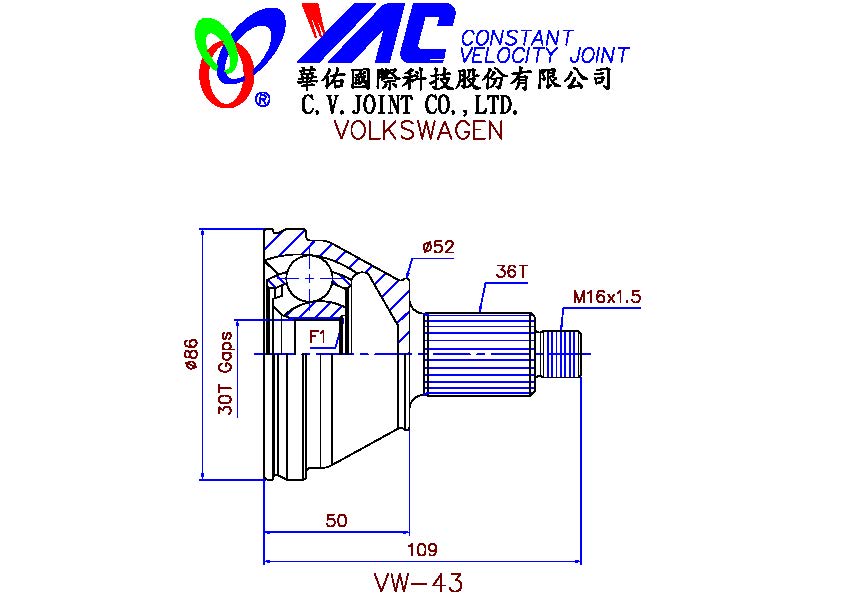 YAC CONSTANT
VELOCITY JOINT
®
華佑國際科技股份有限公司
C.V.JOINT CO.,LTD.
VOLKSWAGEN
ø52
36T
M16x1.5
ø86
30T Gaps
F1
50
109
VW-43